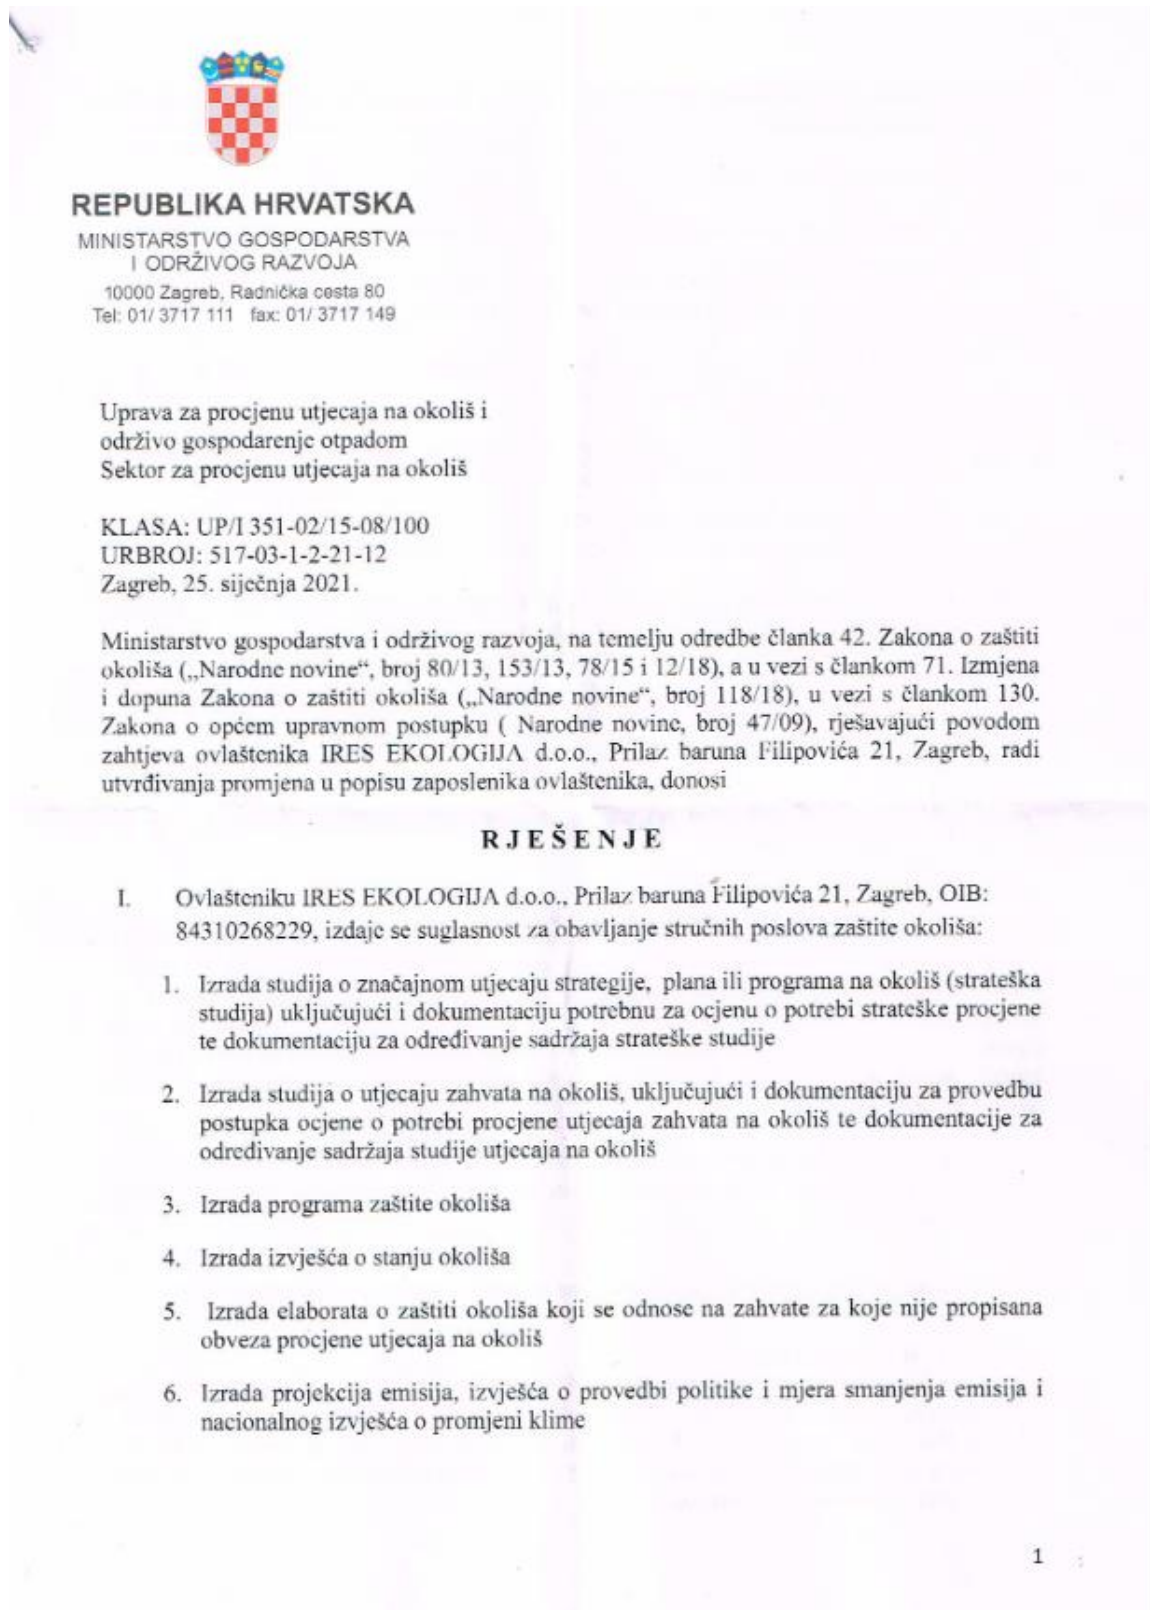 REPUBLIKA HRVATSKA
MINISTARSTVO GOSPODARSTVA
I ODRŽIVOG RAZVOJA
10000 Zagreb, Radnička cesta 80
Tel: 01/ 3717 111 fax: 01/ 3717 149
Uprava za procjenu utjecaja na okoliš i
održivo gospodarenje otpadom
Sektor za procjenu utjecaja na okoliš
KLASA: UP/I 351-02/15-08/100
URBROJ: 517-03-1-2-21-12
Zagreb, 25. siječnja 2021.
Ministarstvo gospodarstva i održivog razvoja, na temelju odredbe članka 42. Zakona o zaštiti
okoliša („Narodne novine“, broj 80/13, 153/13, 78/15 i 12/18), a u vezi s člankom 71. Izmjena
i dopuna Zakona o zaštiti okoliša („Narodne novine“, broj 118/18), u vezi s člankom 130.
Zakona o općem upravnom postupku ( Narodne novine, broj 47/09), rješavajući povodom
zahtjeva ovlaštenika IRES EKOLOGIJA d.o.o., Prilaz baruna Filipovića 21, Zagreb, radi
utvrđivanja promjena u popisu zaposlenika ovlaštenika, donosi
RJEŠENJE
I. Ovlašteniku IRES EKOLOGIJA d.o.o., Prilaz baruna Filipovića 21, Zagreb, OIB:
84310268229, izdaje se suglasnost za obavljanje stručnih poslova zaštite okoliša:
1. Izrada studija o značajnom utjecaju strategije, plana ili programa na okoliš (strateška
studija) uključujući i dokumentaciju potrebnu za ocjenu o potrebi strateške procjene
te dokumentaciju za određivanje sadržaja strateške studije
2. Izrada studija o utjecaju zahvata na okoliš, uključujući i dokumentaciju za provedbu
postupka ocjene o potrebi procjene utjecaja zahvata na okoliš te dokumentacije za
određivanje sadržaja studije utjecaja na okoliš
3. Izrada programa zaštite okoliša
4. Izrada izvješća o stanju okoliša
5. Izrada elaborata o zaštiti okoliša koji se odnose na zahvate za koje nije propisana
obveza procjene utjecaja na okoliš
6. Izrada projekcija emisija, izvješća o provedbi politike i mjera smanjenja emisija i
nacionalnog izvješća o promjeni klime
1